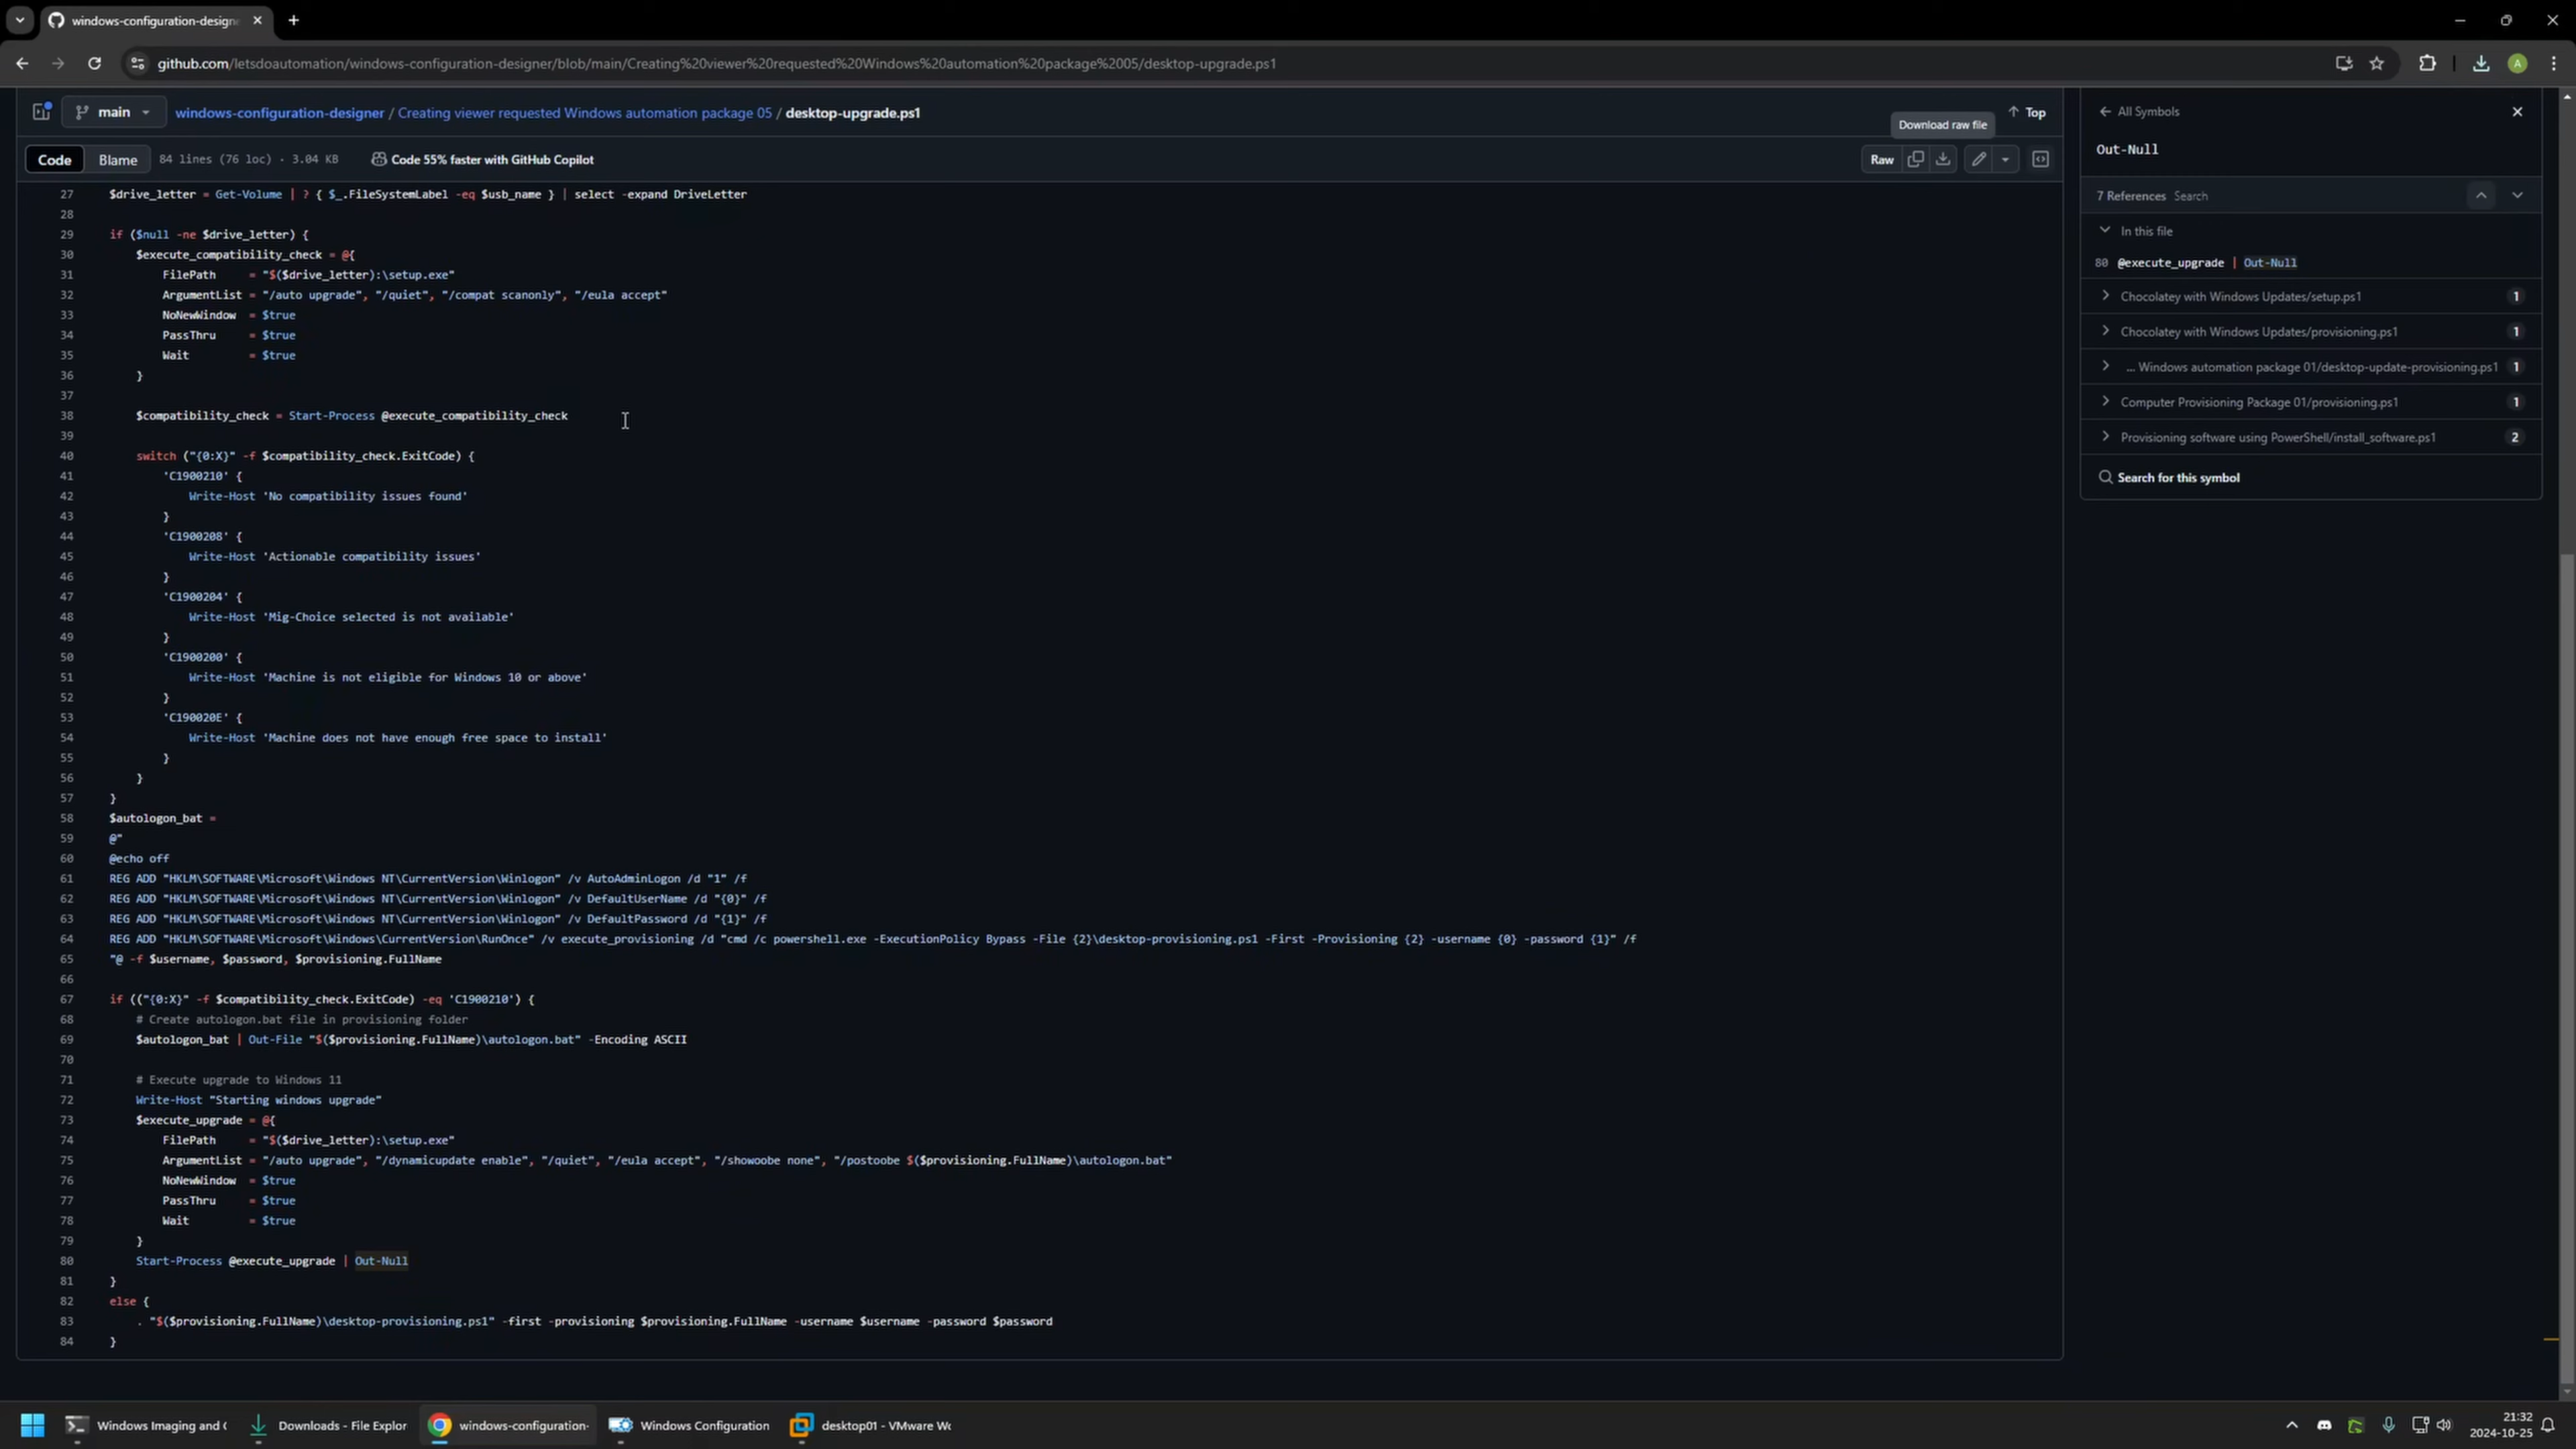 windows-configuration-designe
github.com/letsdoautomation/windows-configuration-designer/blob/main/Creating%20viewer%20requested%20Windows%20automation%20package%2005/desktop-upgrade.ps1
A
main
windows-configuration-designer / Creating viewer requested Windows automation package 05 / desktop-upgrade.ps1
Download raw file
Top
Code Blame 84 lines (76 loc) · 3.04 KB Code 55% faster with GitHub Copilot
Raw
27 $drive_letter = Get-Volume | ? { $_.FileSystemLabel -eq $usb_name } | select -expand DriveLetter
28
29 if ($null -ne $drive_letter) {
30 $execute_compatibility_check = @{
31 FilePath = "$($drive_letter):\setup.exe"
32 ArgumentList = "/auto upgrade", "/quiet", "/compat scanonly", "/eula accept"
33 NoNewWindow = $true
34 PassThru = $true
35 Wait = $true
36 }
37
38 $compatibility_check = Start-Process @execute_compatibility_check
39
40 switch ("{0:X}" -f $compatibility_check.ExitCode) {
41 'C1900210' {
42 Write-Host 'No compatibility issues found'
43 }
44 'C1900208' {
45 Write-Host 'Actionable compatibility issues'
46 }
47 'C1900204' {
48 Write-Host 'Mig-Choice selected is not available'
49 }
50 'C1900200' {
51 Write-Host 'Machine is not eligible for Windows 10 or above'
52 }
53 'C190020E' {
54 Write-Host 'Machine does not have enough free space to install'
55 }
56 }
57 }
58 $autologon_bat =
59 @"
60 @echo off
61 REG ADD "HKLM\SOFTWARE\Microsoft\Windows NT\CurrentVersion\Winlogon" /v AutoAdminLogon /d "1" /f
62 REG ADD "HKLM\SOFTWARE\Microsoft\Windows NT\CurrentVersion\Winlogon" /v DefaultUserName /d "{0}" /f
63 REG ADD "HKLM\SOFTWARE\Microsoft\Windows NT\CurrentVersion\Winlogon" /v DefaultPassword /d "{1}" /f
64 REG ADD "HKLM\SOFTWARE\Microsoft\Windows\CurrentVersion\RunOnce" /v execute_provisioning /d "cmd /c powershell.exe -ExecutionPolicy Bypass -File {2}\desktop-provisioning.ps1 -First -Provisioning {2} -username {0} -password {1}" /f
65 "@ -f $username, $password, $provisioning.FullName
66
67 if (("{0:X}" -f $compatibility_check.ExitCode) -eq 'C1900210') {
68 # Create autologon.bat file in provisioning folder
69 $autologon_bat | Out-File "$($provisioning.FullName)\autologon.bat" -Encoding ASCII
70
71 # Execute upgrade to Windows 11
72 Write-Host "Starting windows upgrade"
73 $execute_upgrade = @{
74 FilePath = "$($drive_letter):\setup.exe"
75 ArgumentList = "/auto upgrade", "/dynamicupdate enable", "/quiet", "/eula accept", "/showoobe none", "/postoobe $($provisioning.FullName)\autologon.bat"
76 NoNewWindow = $true
77 PassThru = $true
78 Wait = $true
79 }
80 Start-Process @execute_upgrade | Out-Null
81 }
82 else {
83 . "$($provisioning.FullName)\desktop-provisioning.ps1" -first -provisioning $provisioning.FullName -username $username -password $password
84 }
All Symbols
Out-Null
7 References Search
In this file
80 @execute_upgrade | Out-Null
Chocolatey with Windows Updates/setup.ps1 1
Chocolatey with Windows Updates/provisioning.ps1 1
... Windows automation package 01/desktop-update-provisioning.ps1 1
Computer Provisioning Package 01/provisioning.ps1 1
Provisioning software using PowerShell/install_software.ps1 2
Search for this symbol
Windows Imaging and C
Downloads - File Explor
windows-configuration-
Windows Configuration
desktop01 - VMware Wo
21:32
2024-10-25